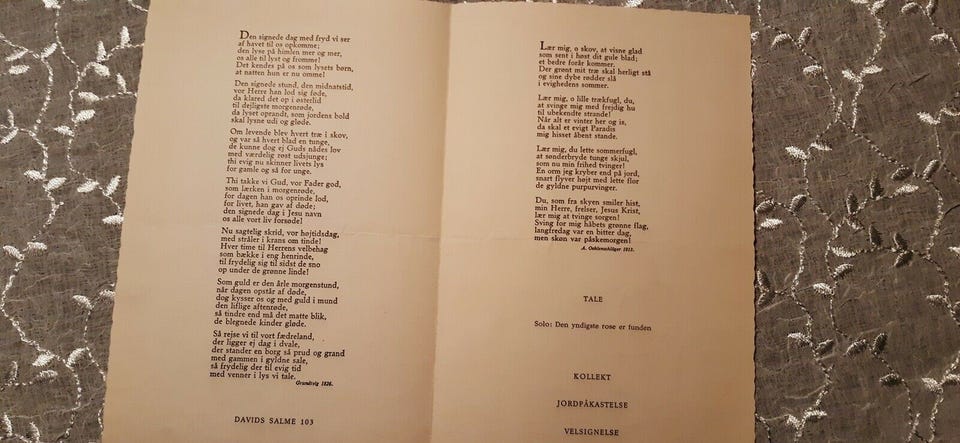 Den signede dag med fryd vi ser
af havet til os opkomme;
den lyse på himlen mer og mer,
os alle til lyst og fromme!
Det kendes på os som lysets børn,
at natten hun er nu omme!
Den signede stund, den midnatstid,
vor Herre han lod sig føde,
da klared det op i østerlid
til dejligste morgenrøde,
da lyset oprandt, som jordens bold
skal lysne udi og gløde.
Om levende blev hvert træ i skov,
og var så hvert blad en tunge,
de kunne dog ej Guds nådes lov
med værdelig røst udsjunge;
thi evig nu skinner livets lys
for gamle og så for unge.
Thi takke vi Gud, vor Fader god,
som lærken i morgenrøde,
for dagen han os oprinde lod,
for livet, han gav af døde;
den signede dag i Jesu navn
os alle vort liv forsøde!
Nu sagtelig skrid, vor højtidsdag,
med stråler i krans om tinde!
Hver time til Herrens velbehag
som bække i eng henrinde,
til frydelig sig til sidst de sno
op under de grønne linde!
Som guld er den årle morgenstund,
når dagen opstår af døde,
dog kysser os og med guld i mund
den liflige aftenrøde,
så tindre end må det matte blik,
de blegnede kinder gløde.
Så rejse vi til vort fædreland,
der ligger ej dag i dvale,
der stander en borg så prud og grand
med gammen i gyldne sale,
så frydelig der til evig tid
med venner i lys vi tale.
Grundtvig 1826.
DAVIDS SALME 103
Lær mig, o skov, at visne glad
som sent i høst dit gule blad;
et bedre forår kommer.
Der grønt mit træ skal herligt stå
og sine dybe rødder slå
i evighedens sommer.
Lær mig, o lille trækfugl, du,
at svinge mig med frejdig hu
til ubekendte strande!
Når alt er vinter her og is,
da skal et evigt Paradis
mig hisset åbent stande.
Lær mig, du lette sommerfugl,
at sønderbryde tunge skjul,
som nu min frihed tvinger!
En orm jeg kryber end på jord,
snart flyver højt med lette flor
de gyldne purpurvinger.
Du, som fra skyen smiler hist,
min Herre, frelser, Jesus Krist,
lær mig at tvinge sorgen!
Sving for mig håbets grønne flag,
langfredag var en bitter dag,
men skøn var påskemorgen!
A. Oehlenschläger 1813.
TALE
Solo: Den yndigste rose er funden
KOLLEKT
JORDPÅKASTELSE
VELSIGNELSE